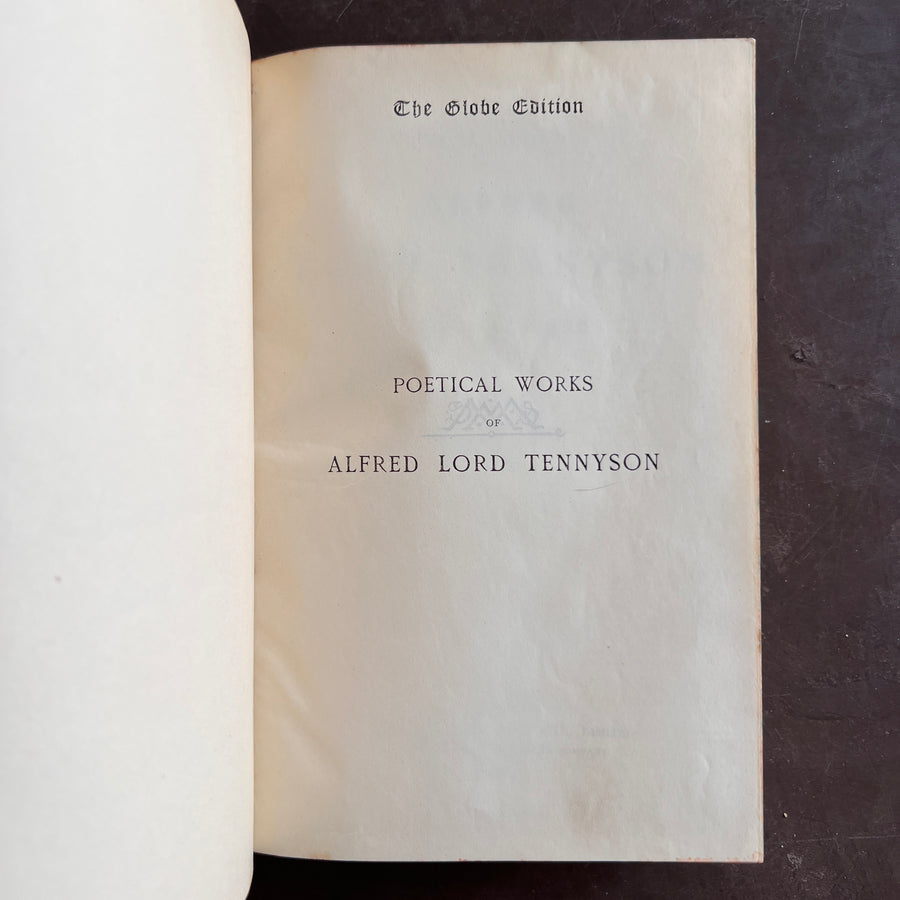 The Globe Edition
POETICAL WORKS
OF
ALFRED LORD TENNYSON